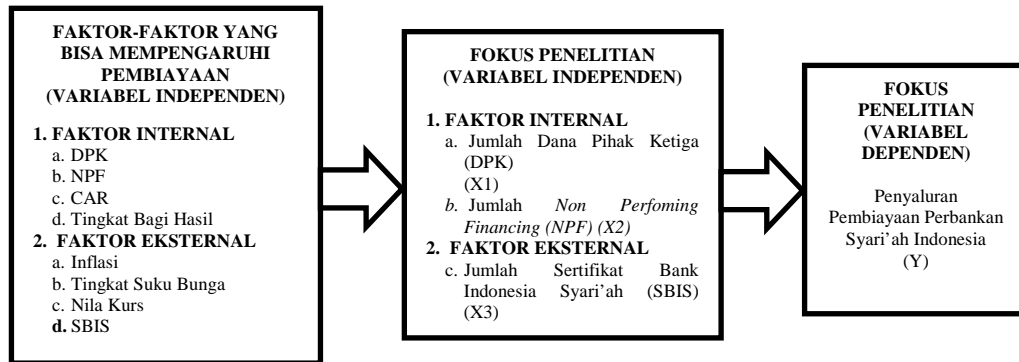 FAKTOR-FAKTOR YANG
BISA MEMPENGARUHI
PEMBIAYAAN
(VARIABEL INDEPENDEN)
1. FAKTOR INTERNAL
a. DPK
b. NPF
c. CAR
d. Tingkat Bagi Hasil
2. FAKTOR EKSTERNAL
a. Inflasi
b. Tingkat Suku Bunga
c. Nila Kurs
d. SBIS
FOKUS PENELITIAN
(VARIABEL INDEPENDEN)
1. FAKTOR INTERNAL
a. Jumlah Dana Pihak Ketiga
(DPK)
(X1)
b. Jumlah Non Perfoming
Financing (NPF) (X2)
2. FAKTOR EKSTERNAL
c. Jumlah Sertifikat Bank
Indonesia Syari'ah (SBIS)
(X3)
FOKUS
PENELITIAN
(VARIABEL
DEPENDEN)
Penyaluran
Pembiayaan Perbankan
Syari'ah Indonesia
(Y)